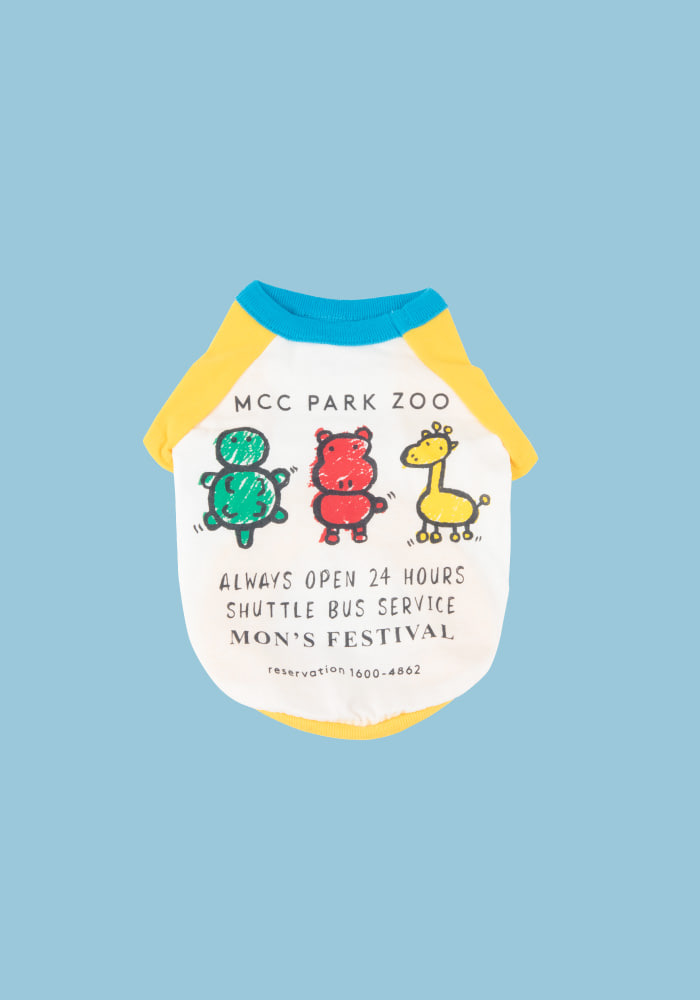 MCC PARK ZOO
ALWAYS OPEN 24 HOURS
SHUTTLE BUS SERVICE
MON'S FESTIVAL
reservation 1600-4862